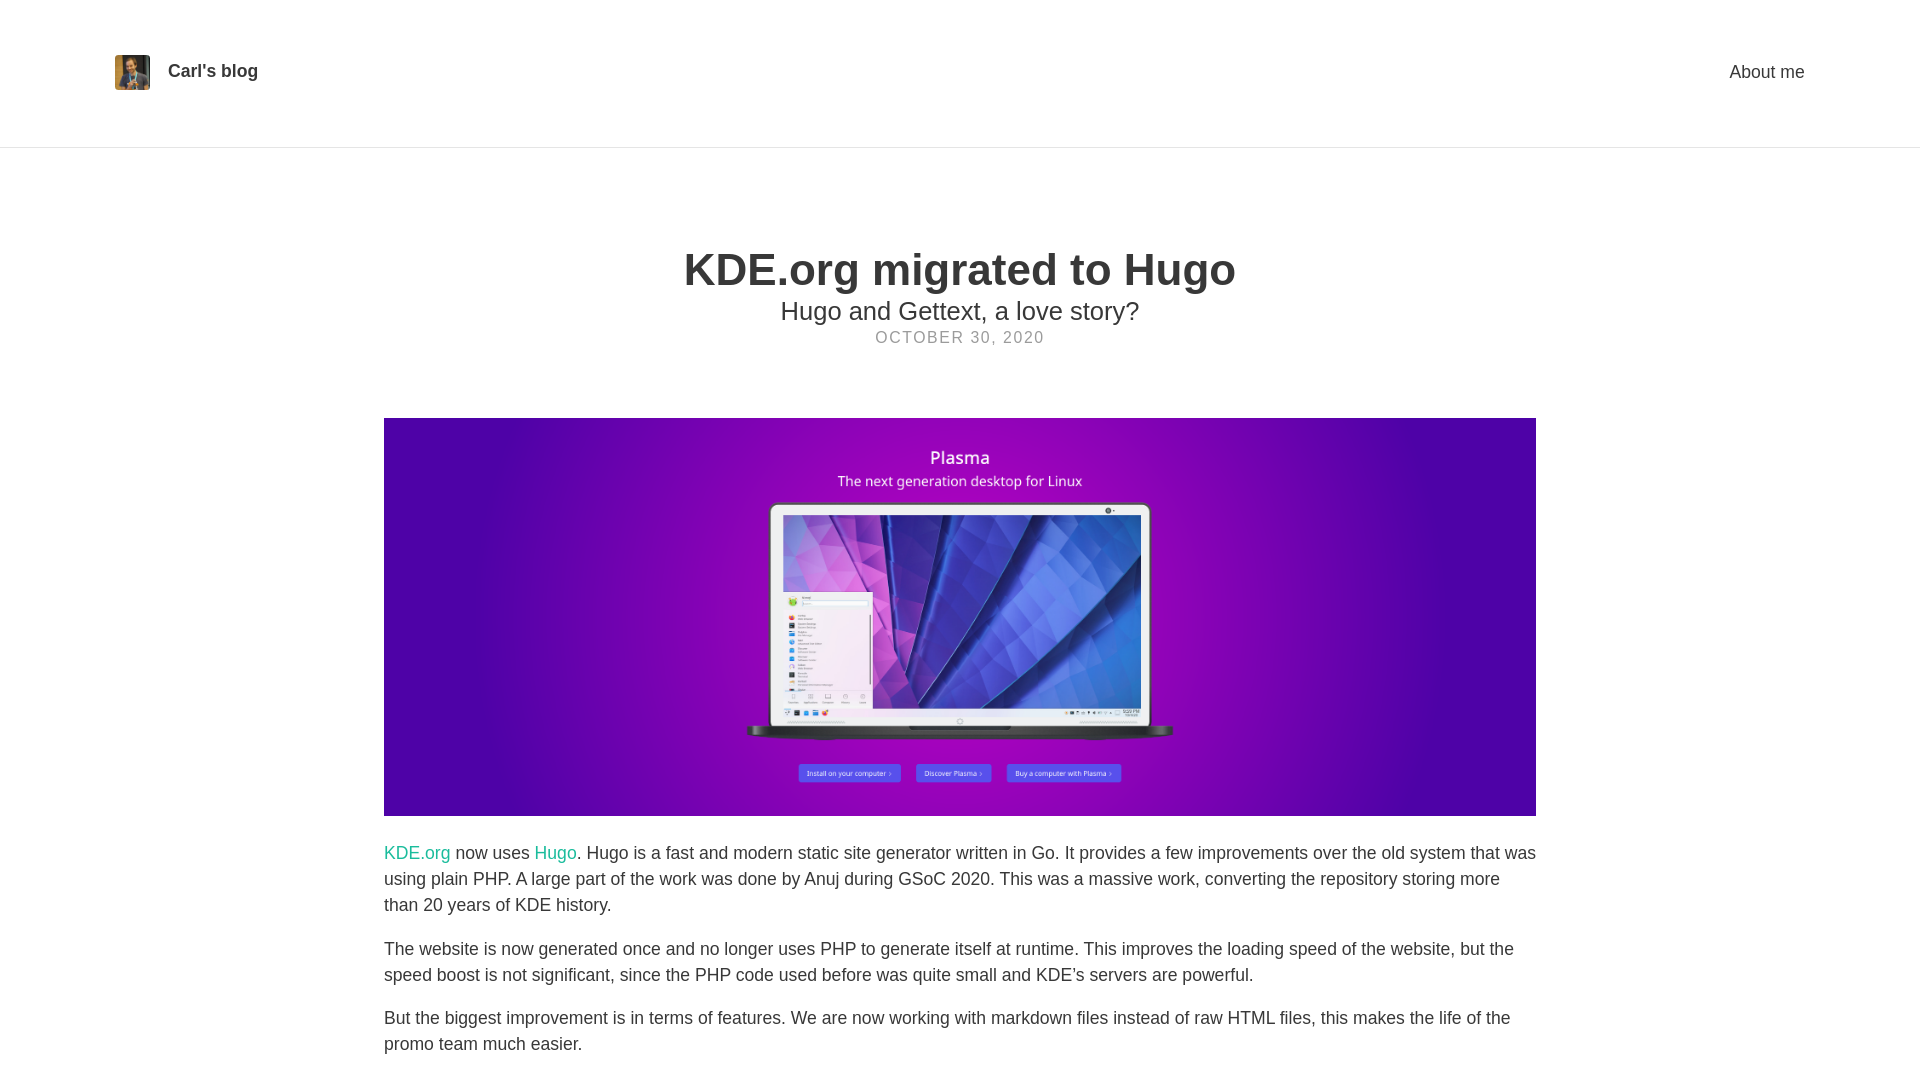 Carl's blog
About me
KDE.org migrated to Hugo
Hugo and Gettext, a love story?
OCTOBER 30, 2020
Plasma
The next generation desktop for Linux
Install on your computer ›
Discover Plasma ›
Buy a computer with Plasma ›
KDE.org now uses Hugo. Hugo is a fast and modern static site generator written in Go. It provides a few improvements over the old system that was
using plain PHP. A large part of the work was done by Anuj during GSoC 2020. This was a massive work, converting the repository storing more
than 20 years of KDE history.
The website is now generated once and no longer uses PHP to generate itself at runtime. This improves the loading speed of the website, but the
speed boost is not significant, since the PHP code used before was quite small and KDE’s servers are powerful.
But the biggest improvement is in terms of features. We are now working with markdown files instead of raw HTML files, this makes the life of the
promo team much easier.